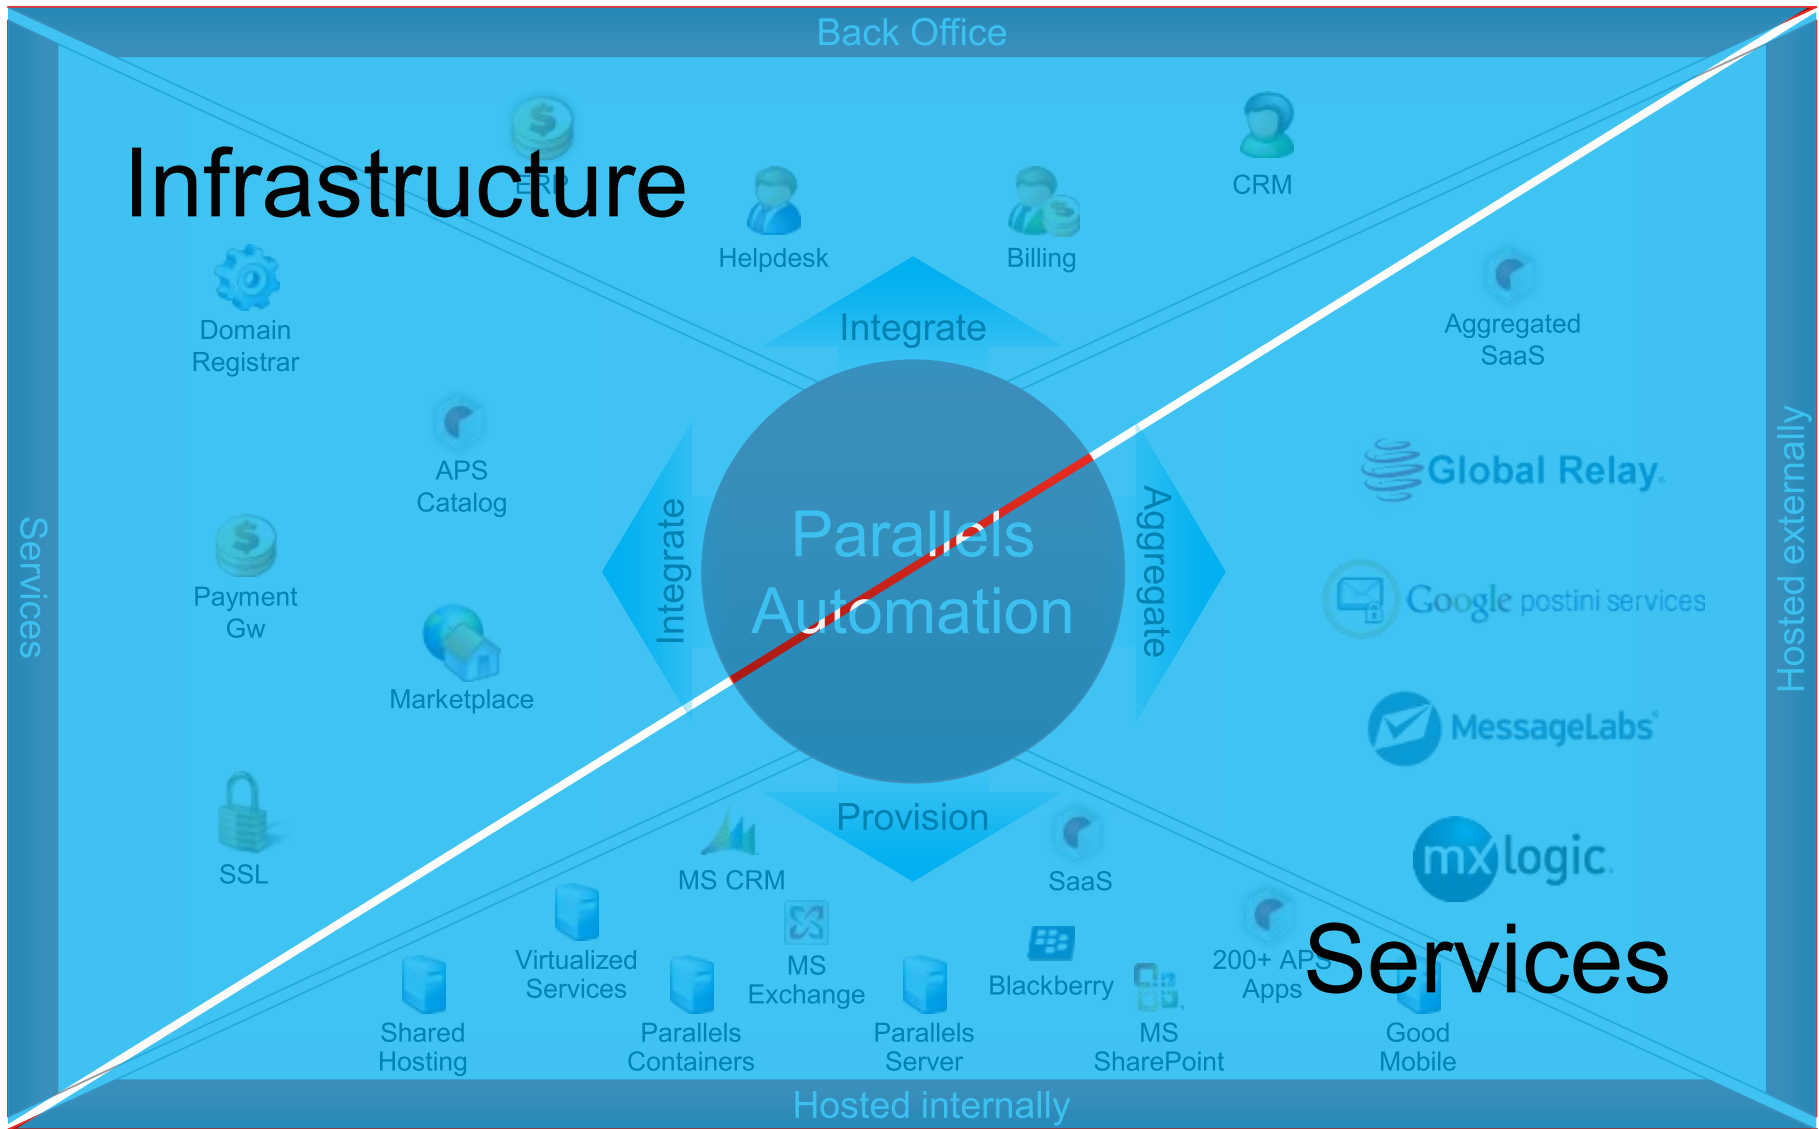 Back Office
Infrastructure
ERP
CRM
Helpdesk
Billing
Domain
Registrar
Integrate
Aggregated
SaaS
APS
Catalog
Global Relay
Services
Integrate
Parallels
Automation
Aggregate
Hosted externally
Payment
Gw
Google postini services
Marketplace
MessageLabs
Provision
SSL
MS CRM
SaaS
mxlogic
Virtualized
Services
MS
Exchange
Blackberry
200+ APS
Apps
Services
Shared
Hosting
Parallels
Containers
Parallels
Server
MS
SharePoint
Good
Mobile
Hosted internally